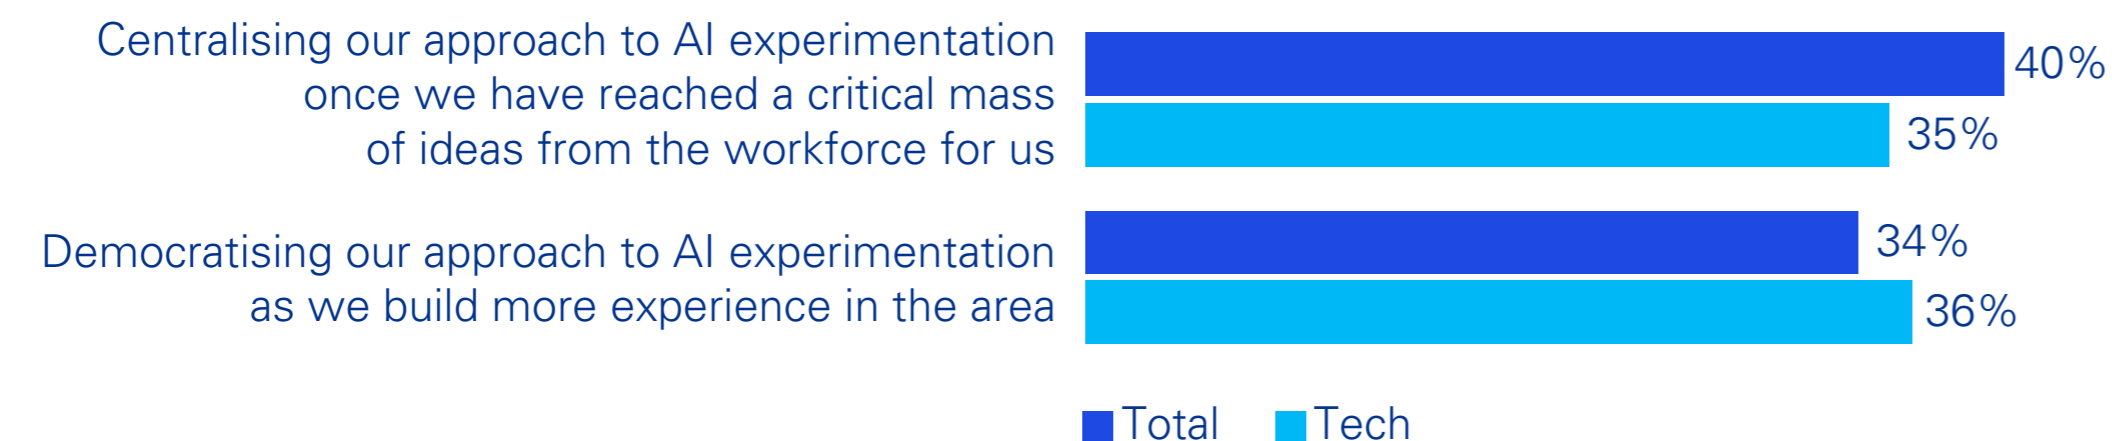 Centralising our approach to AI experimentation
once we have reached a critical mass
of ideas from the workforce for us
40%
35%
Democratising our approach to AI experimentation
as we build more experience in the area
34%
36%
Total Tech